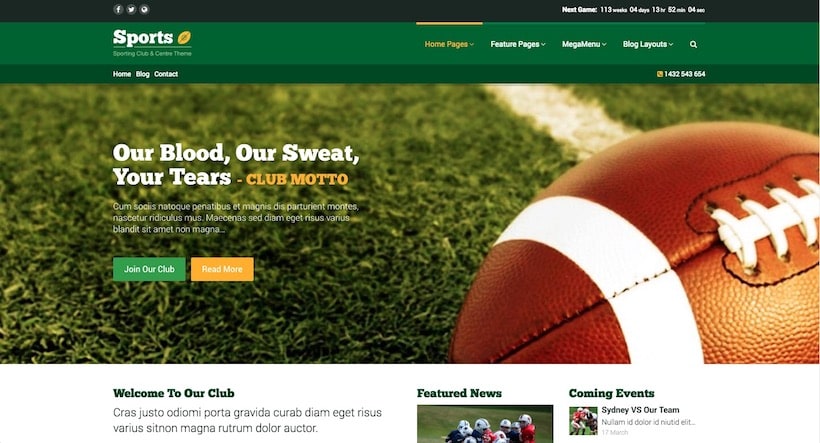 Next Game: 113 weeks 04 days 13 hr 52 min 04 sec
Sports
Sporting Club & Centre Theme
Home Pages Feature Pages MegaMenu Blog Layouts
Home Blog Contact
1432 543 654
Our Blood, Our Sweat,
Your Tears - CLUB MOTTO
Cum sociis natoque penatibus et magnis dis parturient montes,
nascetur ridiculus mus. Maecenas sed diam eget risus varius
blandit sit amet non magna...
Join Our Club Read More
Welcome To Our Club
Cras justo odiomi porta gravida curab diam eget risus
varius sitnon magna rutrum dolor auctor.
Featured News
Coming Events
Sydney VS Our Team
Nullam id dolor id niutid elit...
17 March